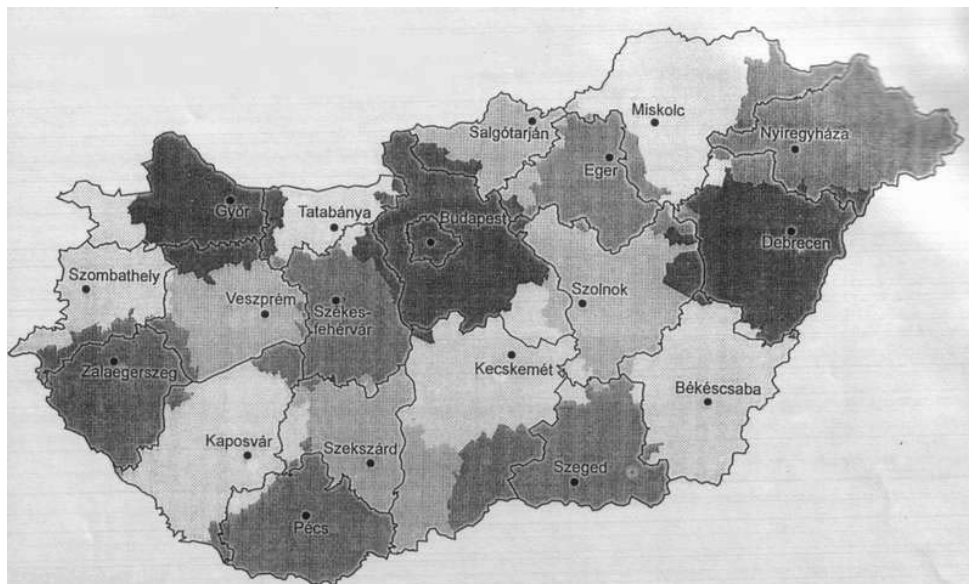 Miskolc
Salgótarján
Nyíregyháza
Eger
Győr
Tatabánya
Budapest
Debrecen
Szombathely
Veszprém
Székes-
fehérvár
Szolnok
Zalaegerszeg
Kecskemét
Békéscsaba
Kaposvár
Szekszárd
Szeged
Pécs